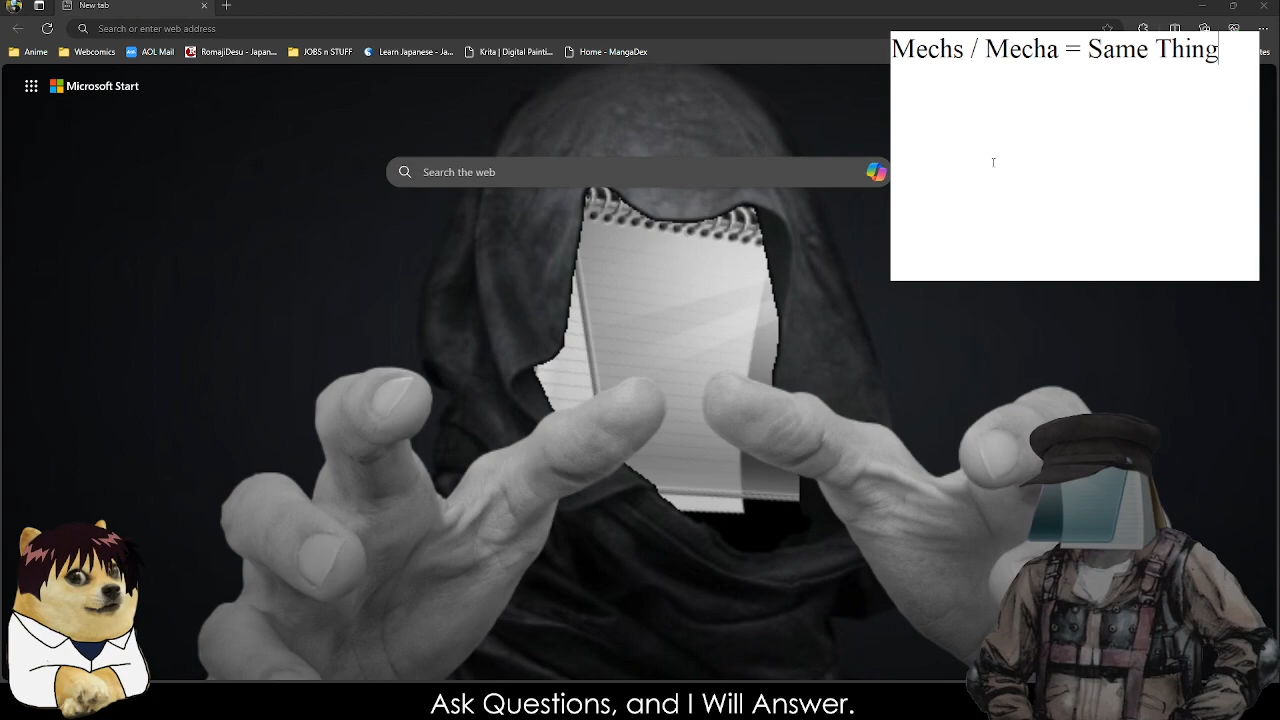 New tab
Search or enter web address
Anime
Webcomics
AOL Mail
RomajiDesu - Japan...
JOBS n STUFF
Learn Japanese - Ja...
Krita | Digital Painti...
Home - MangaDex
Mechs / Mecha = Same Thing
Microsoft Start
Search the web
Ask Questions, and I Will Answer.